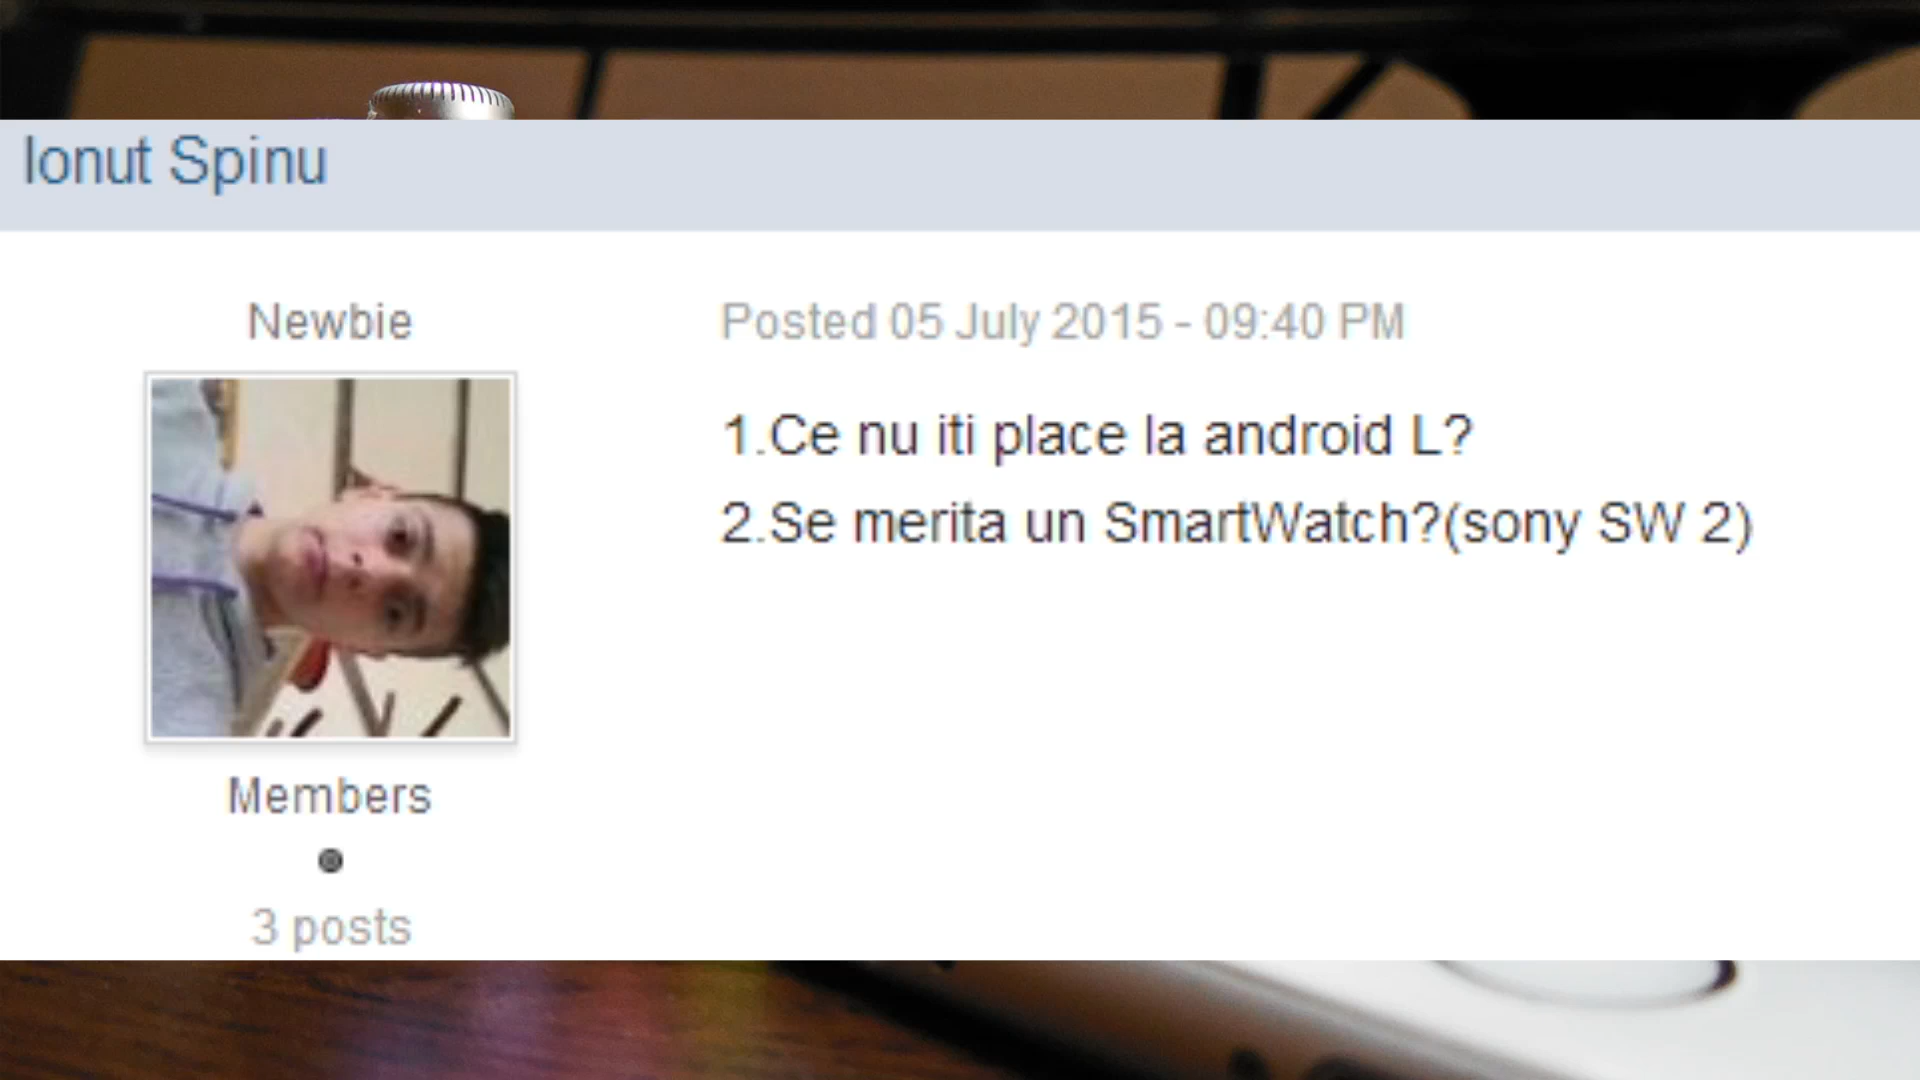 Ionut Spinu
Newbie
Posted 05 July 2015 - 09:40 PM
1.Ce nu iti place la android L?
2.Se merita un SmartWatch?(sony SW 2)
Members
3 posts